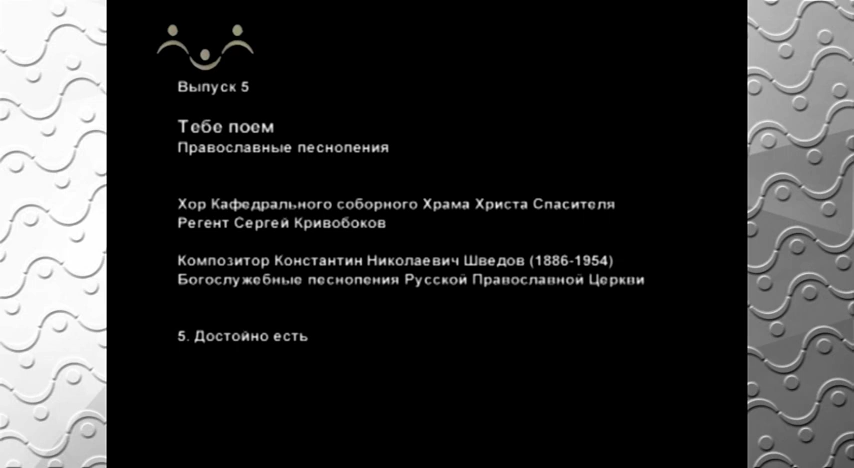 Выпуск 5
Тебе поем
Православные песнопения
Хор Кафедрального соборного Храма Христа Спасителя
Регент Сергей Кривобоков
Композитор Константин Николаевич Шведов (1886-1954)
Богослужебные песнопения Русской Православной Церкви
5. Достойно есть